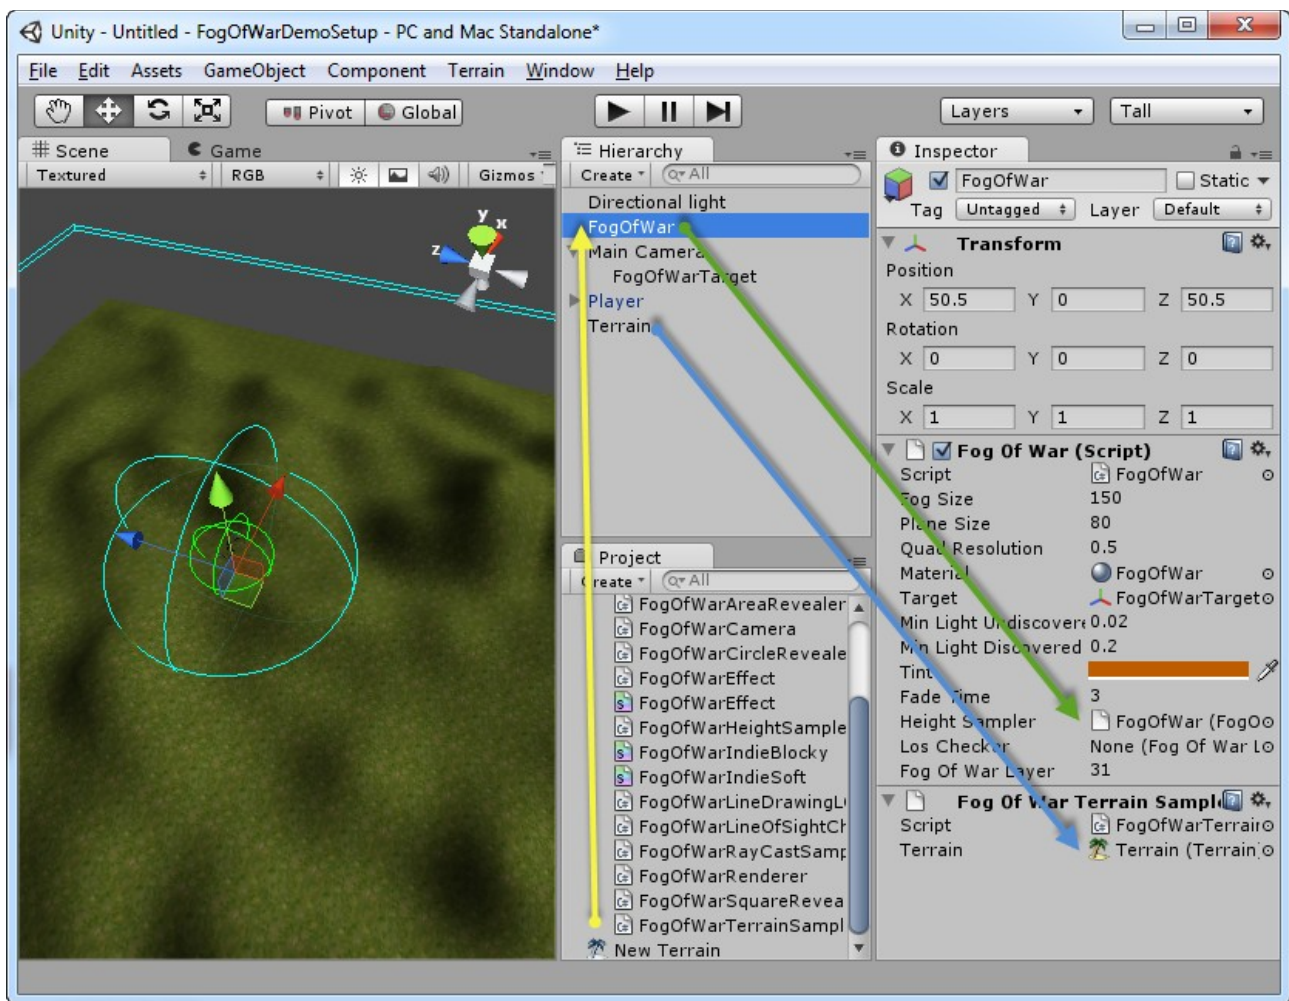 Unity - Untitled - FogOfWarDemoSetup - PC and Mac Standalone*
File Edit Assets GameObject Component Terrain Window Help
Pivot Global Layers Tall
Scene Game
Textured RGB Gizmos
y x
z
Hierarchy
Create All
Directional light
FogOfWar
Main Camera
FogOfWarTarget
Player
Terrain
Project
Create All
FogOfWarAreaRevealer
FogOfWarCamera
FogOfWarCircleReveale
FogOfWarEffect
FogOfWarEffect
FogOfWarHeightSample
FogOfWarIndieBlocky
FogOfWarIndieSoft
FogOfWarLineDrawingL
FogOfWarLineOfSightCh
FogOfWarRayCastSamp
FogOfWarRenderer
FogOfWarSquareRevea
FogOfWarTerrainSampl
New Terrain
Inspector
FogOfWar Static
Tag Untagged Layer Default
Transform
Position
X 50.5 Y 0 Z 50.5
Rotation
X 0 Y 0 Z 0
Scale
X 1 Y 1 Z 1
Fog Of War (Script)
Script FogOfWar
Fog Size 150
Plane Size 80
Quad Resolution 0.5
Material FogOfWar
Target FogOfWarTarget
Min Light Undiscovere 0.02
Min Light Discovered 0.2
Tint
Fade Time 3
Height Sampler FogOfWar (FogO
Los Checker None (Fog Of War L
Fog Of War Layer 31
Fog Of War Terrain Sampl
Script FogOfWarTerrain
Terrain Terrain (Terrain)